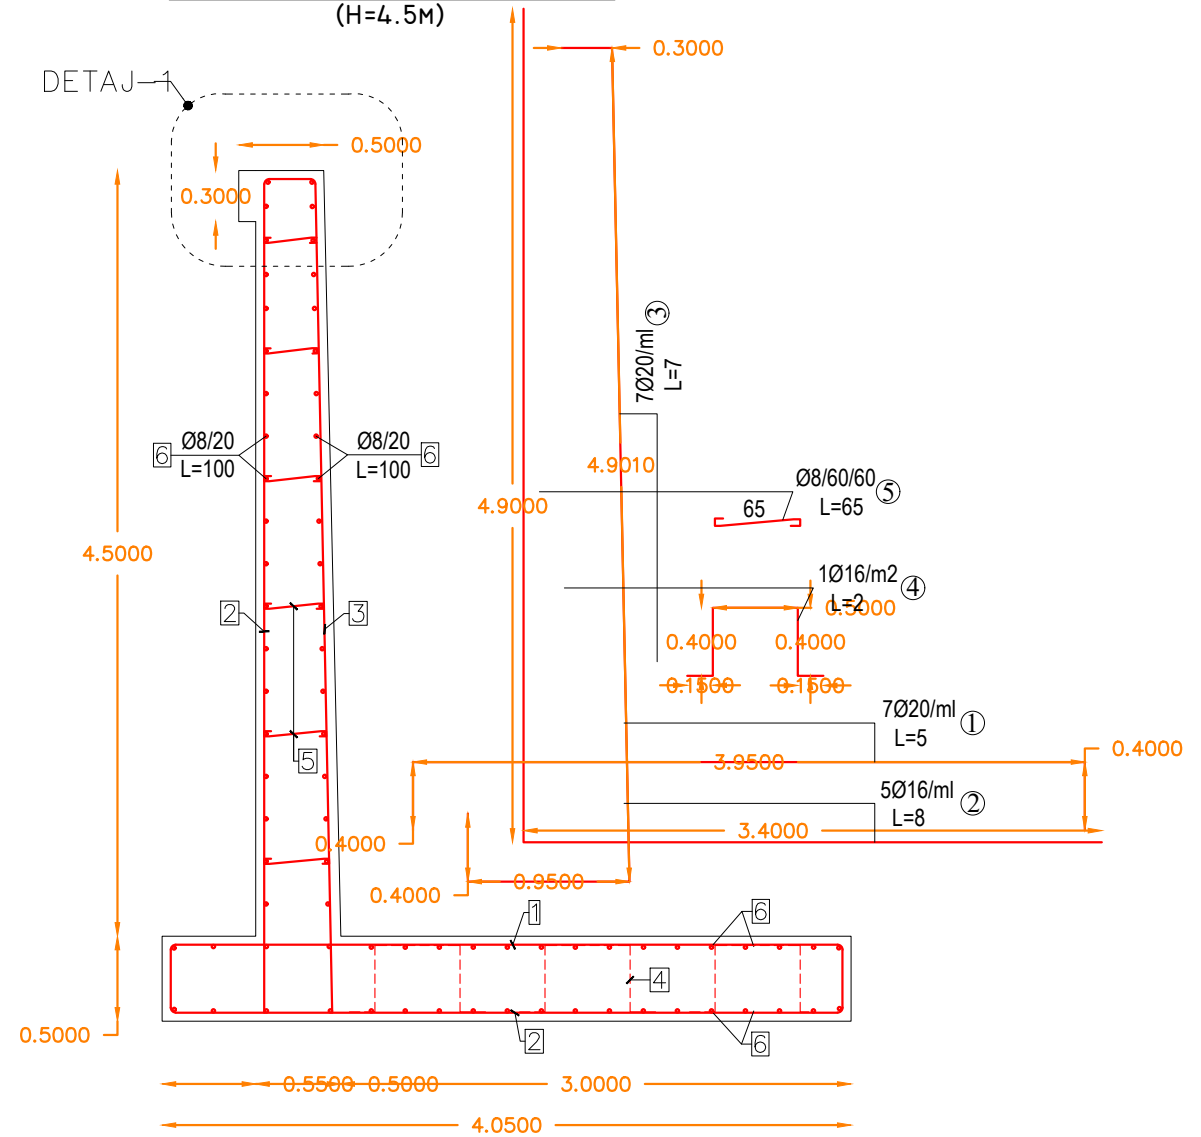 (H=4.5м)
DETAJ-1
0.3000
0.5000
0.3000
7Ø20/ml ③
L=7
6 Ø8/20
L=100
Ø8/20 6
L=100
4.9010
4.9000
Ø8/60/60 ⑤
L=65
65
4.5000
1Ø16/m2 ④
L=2
0.5000
2
3
0.4000
0.4000
0.1500
0.1500
7Ø20/ml ①
L=5
5
3.9500
0.4000
5Ø16/ml ②
L=8
3.4000
0.4000
0.9500
0.4000
1
6
4
0.5000
2
6
0.5500
0.5000
3.0000
4.0500